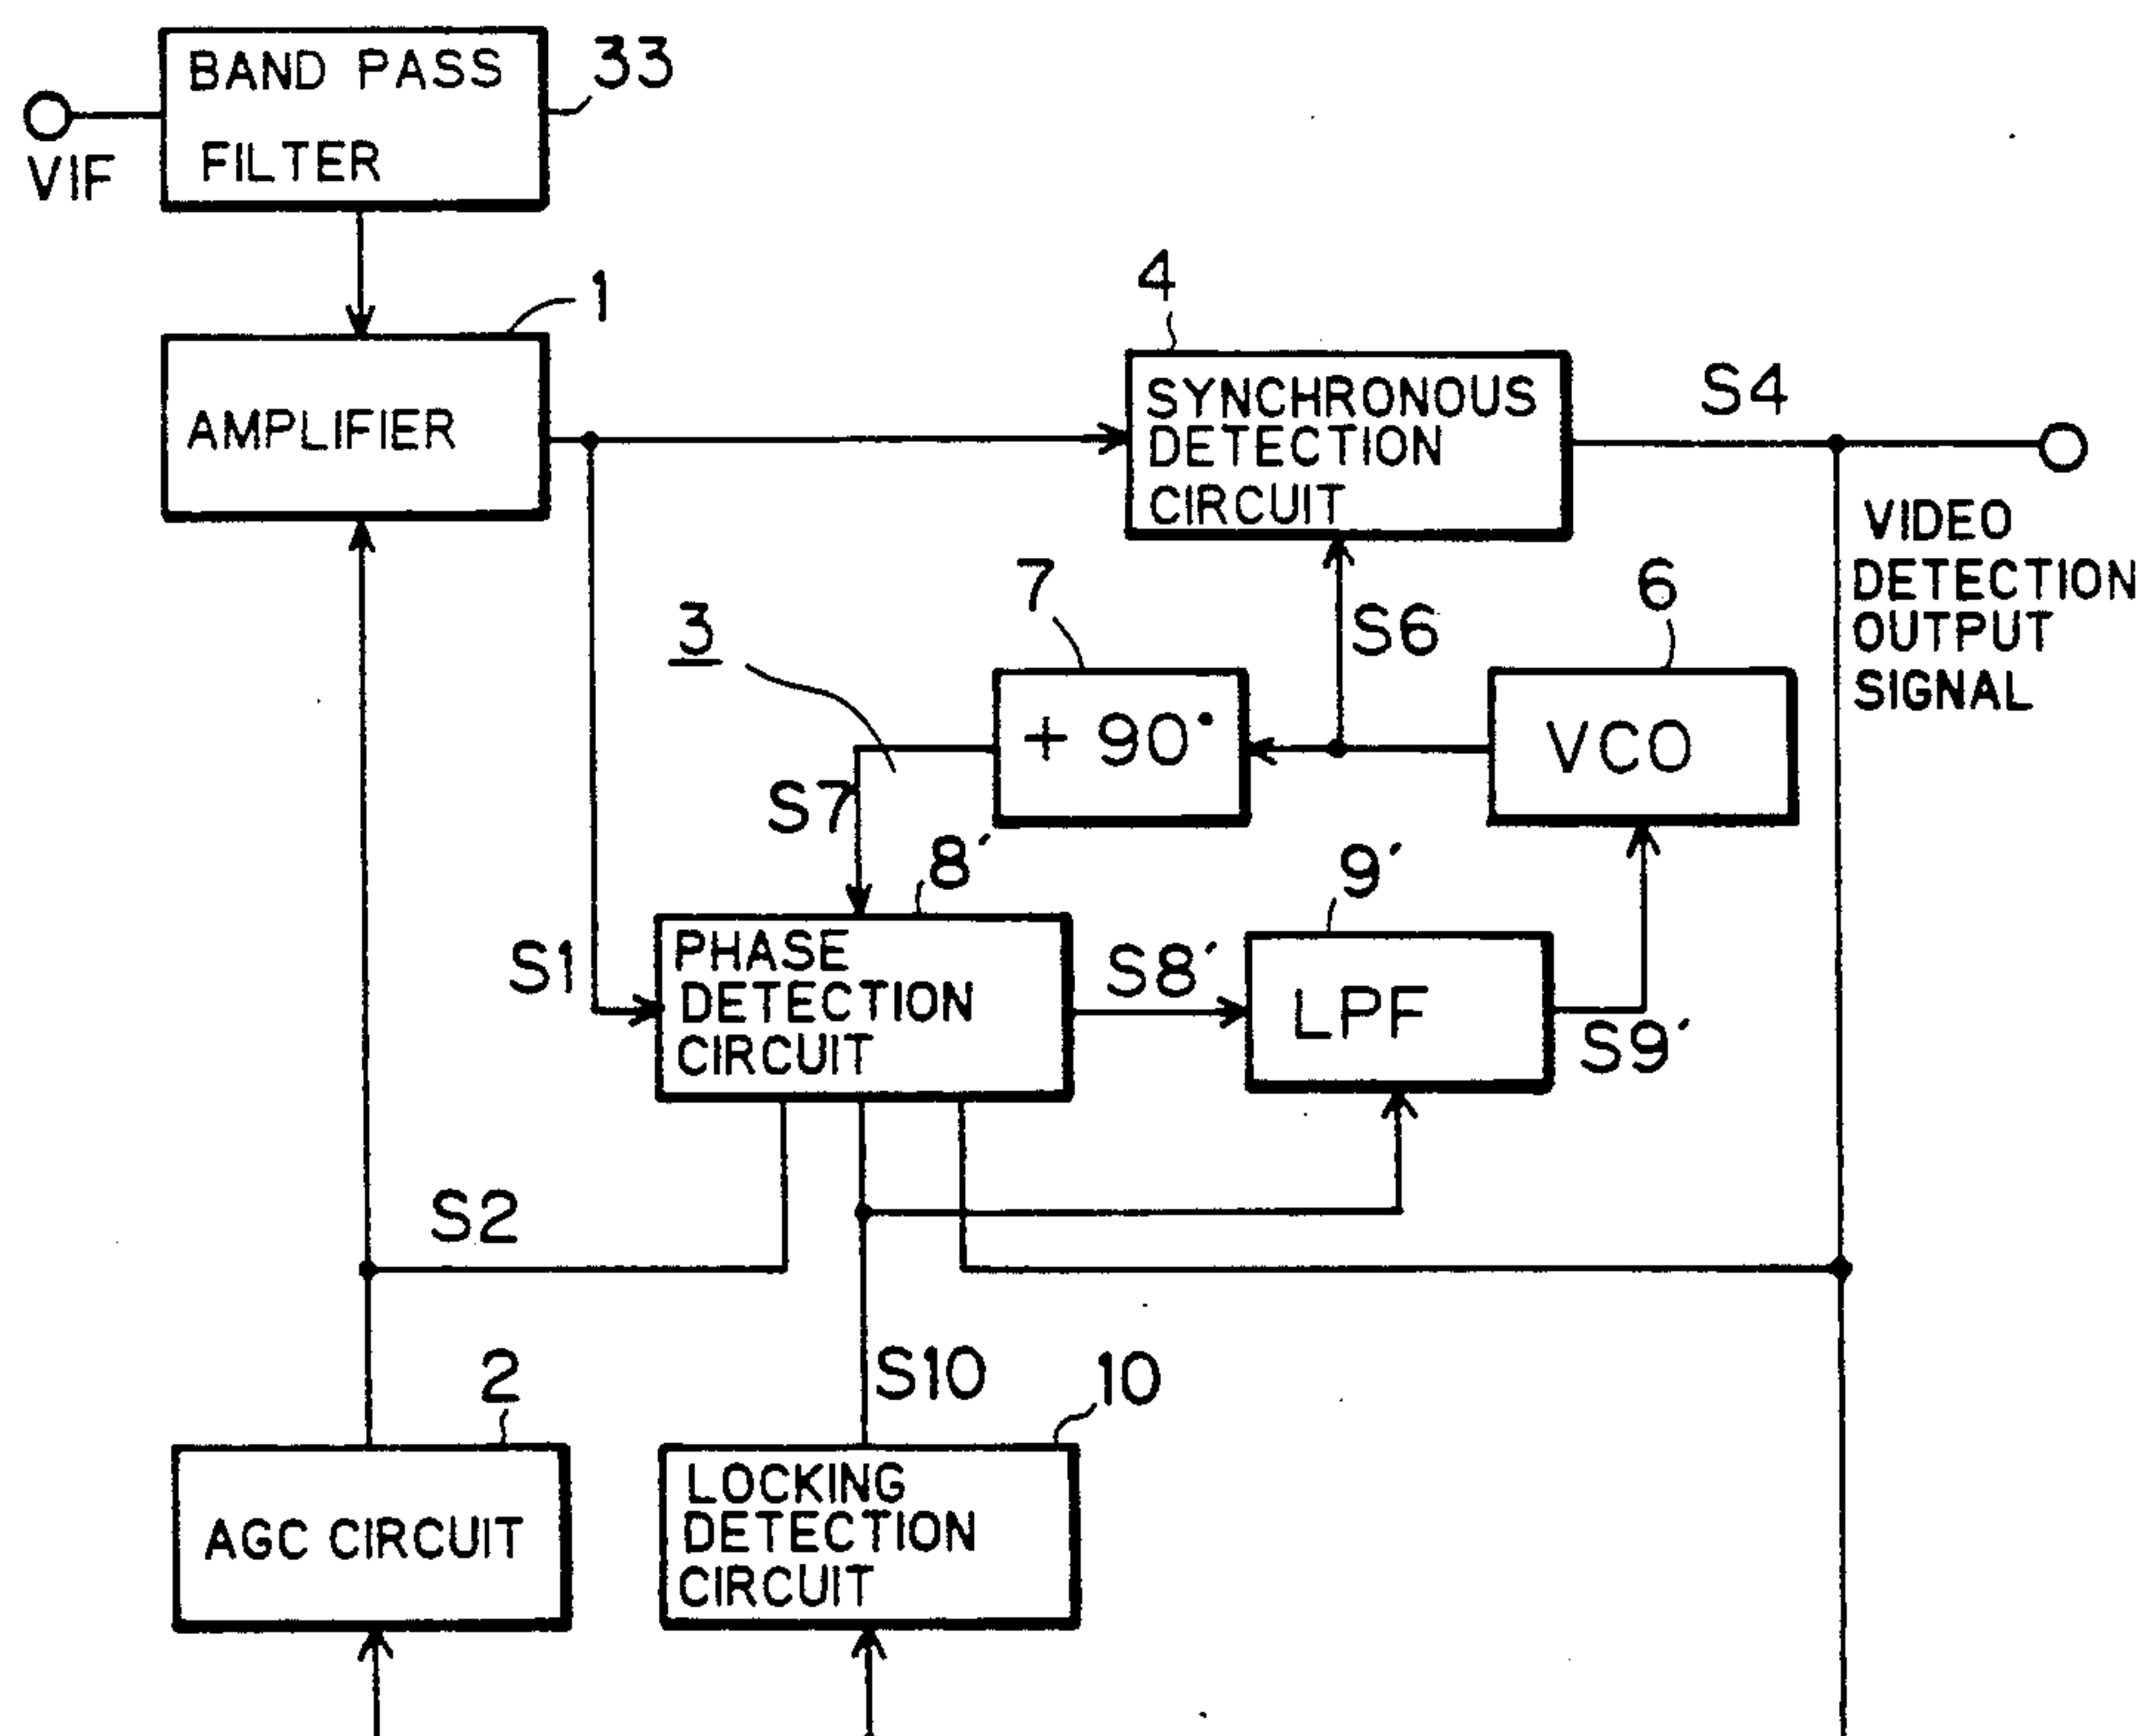 BAND PASS
FILTER
33
VIF
1
AMPLIFIER
4
SYNCHRONOUS
DETECTION
CIRCUIT
S4
VIDEO
DETECTION
OUTPUT
SIGNAL
3
7
+ 90°
S6
6
VCO
S7
8′
9′
S1
PHASE
DETECTION
CIRCUIT
S8′
LPF
S9′
S2
2
S10
10
AGC CIRCUIT
LOCKING
DETECTION
CIRCUIT